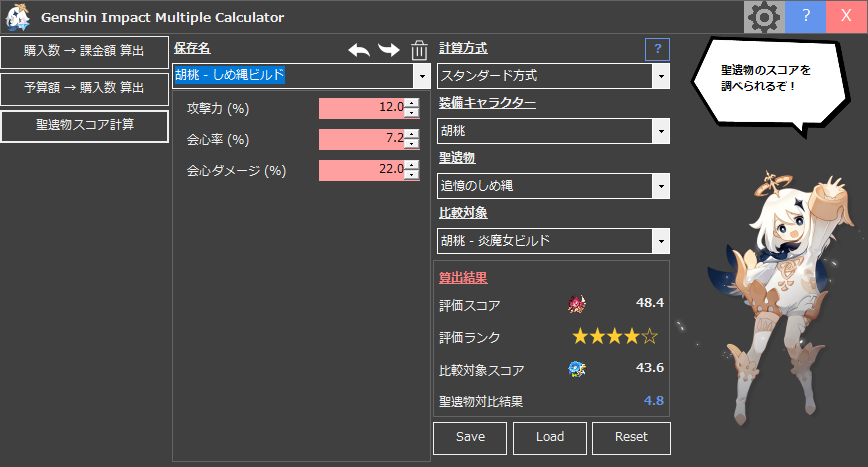 Genshin Impact Multiple Calculator
?
X
購入数 → 課金額 算出
予算額 → 購入数 算出
聖遺物スコア計算
保存名
胡桃 - しめ縄ビルド
攻撃力 (%)
12.0
会心率 (%)
7.2
会心ダメージ (%)
22.0
計算方式
?
スタンダード方式
装備キャラクター
胡桃
聖遺物
追憶のしめ縄
比較対象
胡桃 - 炎魔女ビルド
算出結果
評価スコア
48.4
評価ランク
★★★★☆
比較対象スコア
43.6
聖遺物対比結果
4.8
Save
Load
Reset
聖遺物のスコアを
調べられるぞ！